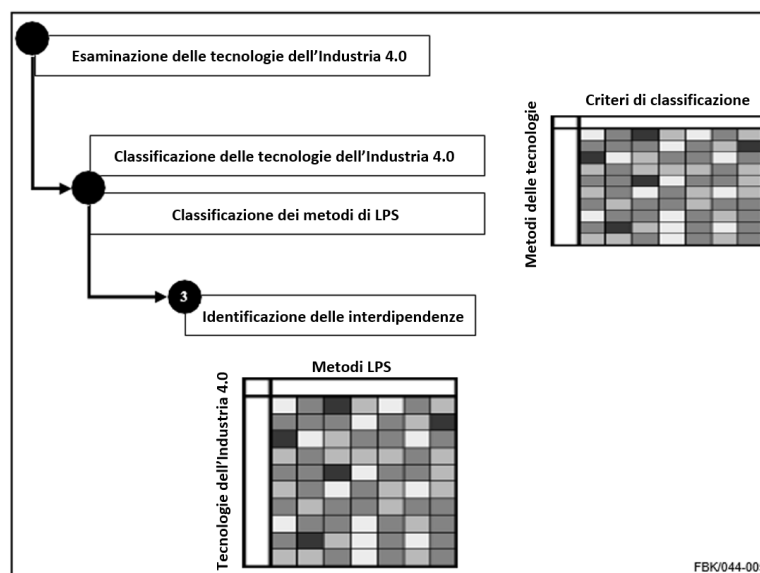 Esaminazione delle tecnologie dell'Industria 4.0
Criteri di classificazione
Metodi delle tecnologie
Classificazione delle tecnologie dell'Industria 4.0
Classificazione dei metodi di LPS
3
Identificazione delle interdipendenze
Metodi LPS
Tecnologie dell'Industria 4.0